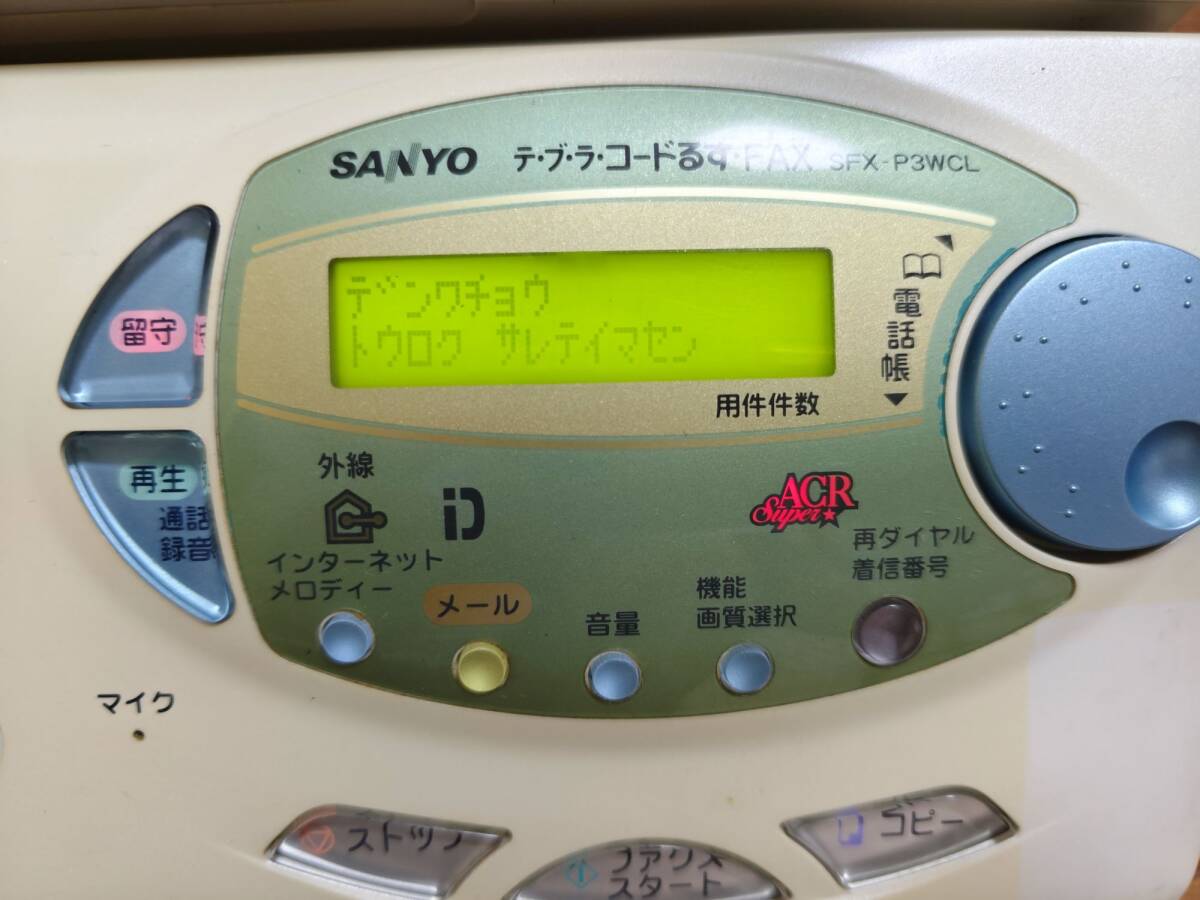 SANYO テ・ブ・ラ・コードるす・FAX SFX-P3WCL
デンワチョウ
トウロク サレテイマセン
電話帳
用件件数
留守
再生
通話
録音
外線
インターネット
メロディー
メール
音量
機能
画質選択
Super ACR
再ダイヤル
着信番号
マイク
ストップ
ファクス
スタート
コピー